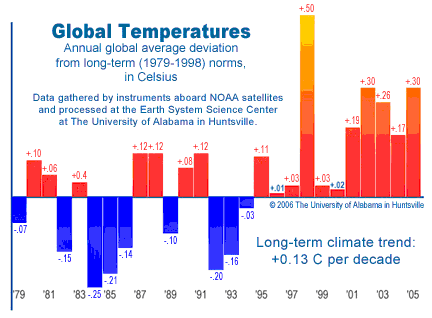 Global Temperatures
Annual global average deviation
from long-term (1979-1998) norms,
in Celsius
Data gathered by instruments aboard NOAA satellites
and processed at the Earth System Science Center
at The University of Alabama in Huntsville.
+.50
+.30
+.30
+.26
+.19
+.17
+.12
+.12
+.12
+.11
+.10
+.08
+.06
+0.4
+.03
+.03
+.02
+.01
© 2006 The University of Alabama in Huntsville
-.03
-.07
-.10
-.14
-.15
-.16
-.20
-.21
-.25
Long-term climate trend:
+0.13 C per decade
'79 '81 '83 '85 '87 '89 '91 '93 '95 '97 '99 '01 '03 '05